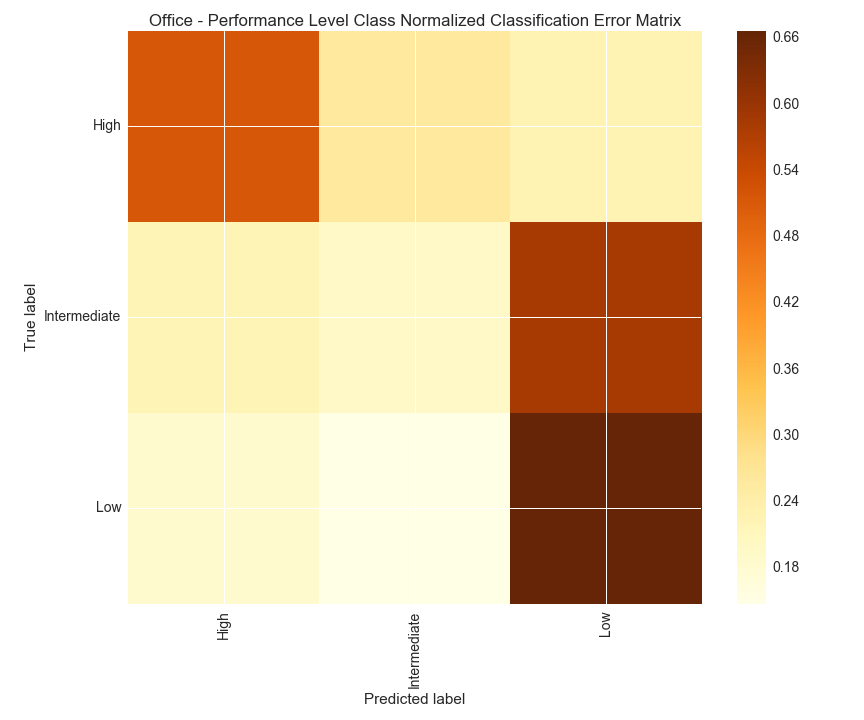 Office - Performance Level Class Normalized Classification Error Matrix
True label
High
Intermediate
Low
High
Intermediate
Low
Predicted label
0.66
0.60
0.54
0.48
0.42
0.36
0.30
0.24
0.18